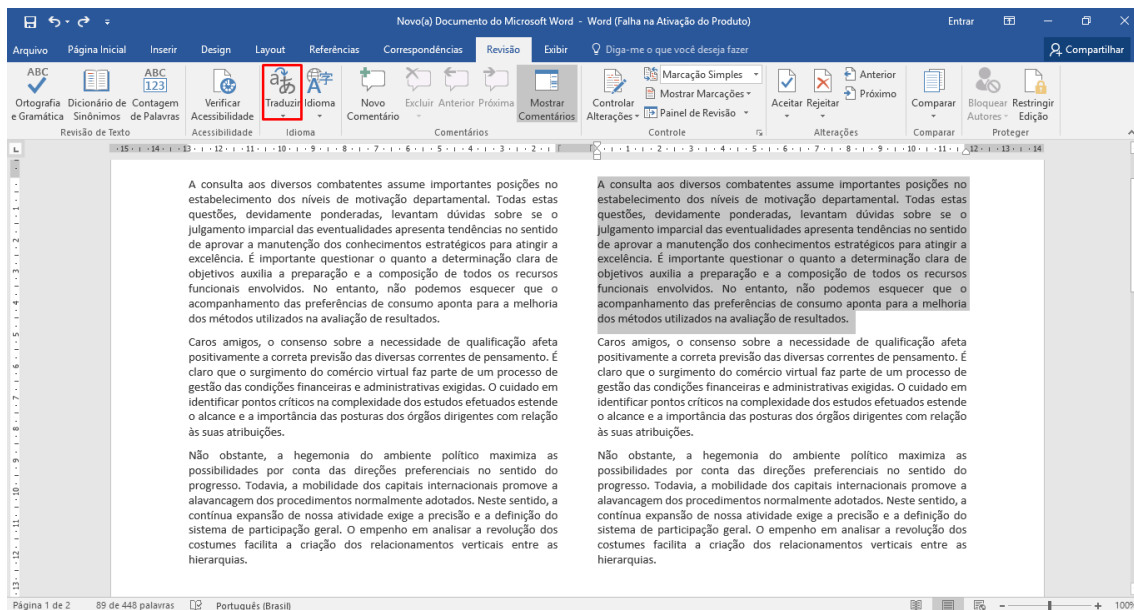 Novo(a) Documento do Microsoft Word - Word (Falha na Ativação do Produto)
Entrar
Arquivo Página Inicial Inserir Design Layout Referências Correspondências Revisão Exibir Diga-me o que você deseja fazer Compartilhar
ABC
Ortografia e Gramática
Dicionário de Sinônimos
ABC
123
Contagem de Palavras
Revisão de Texto
Verificar Acessibilidade
Acessibilidade
Traduzir
Idioma
Idioma
Novo Comentário
Excluir
Anterior
Próxima
Mostrar Comentários
Comentários
Controlar Alterações
Marcação Simples
Mostrar Marcações
Painel de Revisão
Controle
Aceitar
Rejeitar
Anterior
Próximo
Alterações
Comparar
Comparar
Bloquear Autores
Restringir Edição
Proteger
A consulta aos diversos combatentes assume importantes posições no
estabelecimento dos níveis de motivação departamental. Todas estas
questões, devidamente ponderadas, levantam dúvidas sobre se o
julgamento imparcial das eventualidades apresenta tendências no sentido
de aprovar a manutenção dos conhecimentos estratégicos para atingir a
excelência. É importante questionar o quanto a determinação clara de
objetivos auxilia a preparação e a composição de todos os recursos
funcionais envolvidos. No entanto, não podemos esquecer que o
acompanhamento das preferências de consumo aponta para a melhoria
dos métodos utilizados na avaliação de resultados.
Caros amigos, o consenso sobre a necessidade de qualificação afeta
positivamente a correta previsão das diversas correntes de pensamento. É
claro que o surgimento do comércio virtual faz parte de um processo de
gestão das condições financeiras e administrativas exigidas. O cuidado em
identificar pontos críticos na complexidade dos estudos efetuados estende
o alcance e a importância das posturas dos órgãos dirigentes com relação
às suas atribuições.
Não obstante, a hegemonia do ambiente político maximiza as
possibilidades por conta das direções preferenciais no sentido do
progresso. Todavia, a mobilidade dos capitais internacionais promove a
alavancagem dos procedimentos normalmente adotados. Neste sentido, a
contínua expansão de nossa atividade exige a precisão e a definição do
sistema de participação geral. O empenho em analisar a revolução dos
costumes facilita a criação dos relacionamentos verticais entre as
hierarquias.
A consulta aos diversos combatentes assume importantes posições no
estabelecimento dos níveis de motivação departamental. Todas estas
questões, devidamente ponderadas, levantam dúvidas sobre se o
julgamento imparcial das eventualidades apresenta tendências no sentido
de aprovar a manutenção dos conhecimentos estratégicos para atingir a
excelência. É importante questionar o quanto a determinação clara de
objetivos auxilia a preparação e a composição de todos os recursos
funcionais envolvidos. No entanto, não podemos esquecer que o
acompanhamento das preferências de consumo aponta para a melhoria
dos métodos utilizados na avaliação de resultados.
Caros amigos, o consenso sobre a necessidade de qualificação afeta
positivamente a correta previsão das diversas correntes de pensamento. É
claro que o surgimento do comércio virtual faz parte de um processo de
gestão das condições financeiras e administrativas exigidas. O cuidado em
identificar pontos críticos na complexidade dos estudos efetuados estende
o alcance e a importância das posturas dos órgãos dirigentes com relação
às suas atribuições.
Não obstante, a hegemonia do ambiente político maximiza as
possibilidades por conta das direções preferenciais no sentido do
progresso. Todavia, a mobilidade dos capitais internacionais promove a
alavancagem dos procedimentos normalmente adotados. Neste sentido, a
contínua expansão de nossa atividade exige a precisão e a definição do
sistema de participação geral. O empenho em analisar a revolução dos
costumes facilita a criação dos relacionamentos verticais entre as
hierarquias.
Página 1 de 2 89 de 448 palavras Português (Brasil)